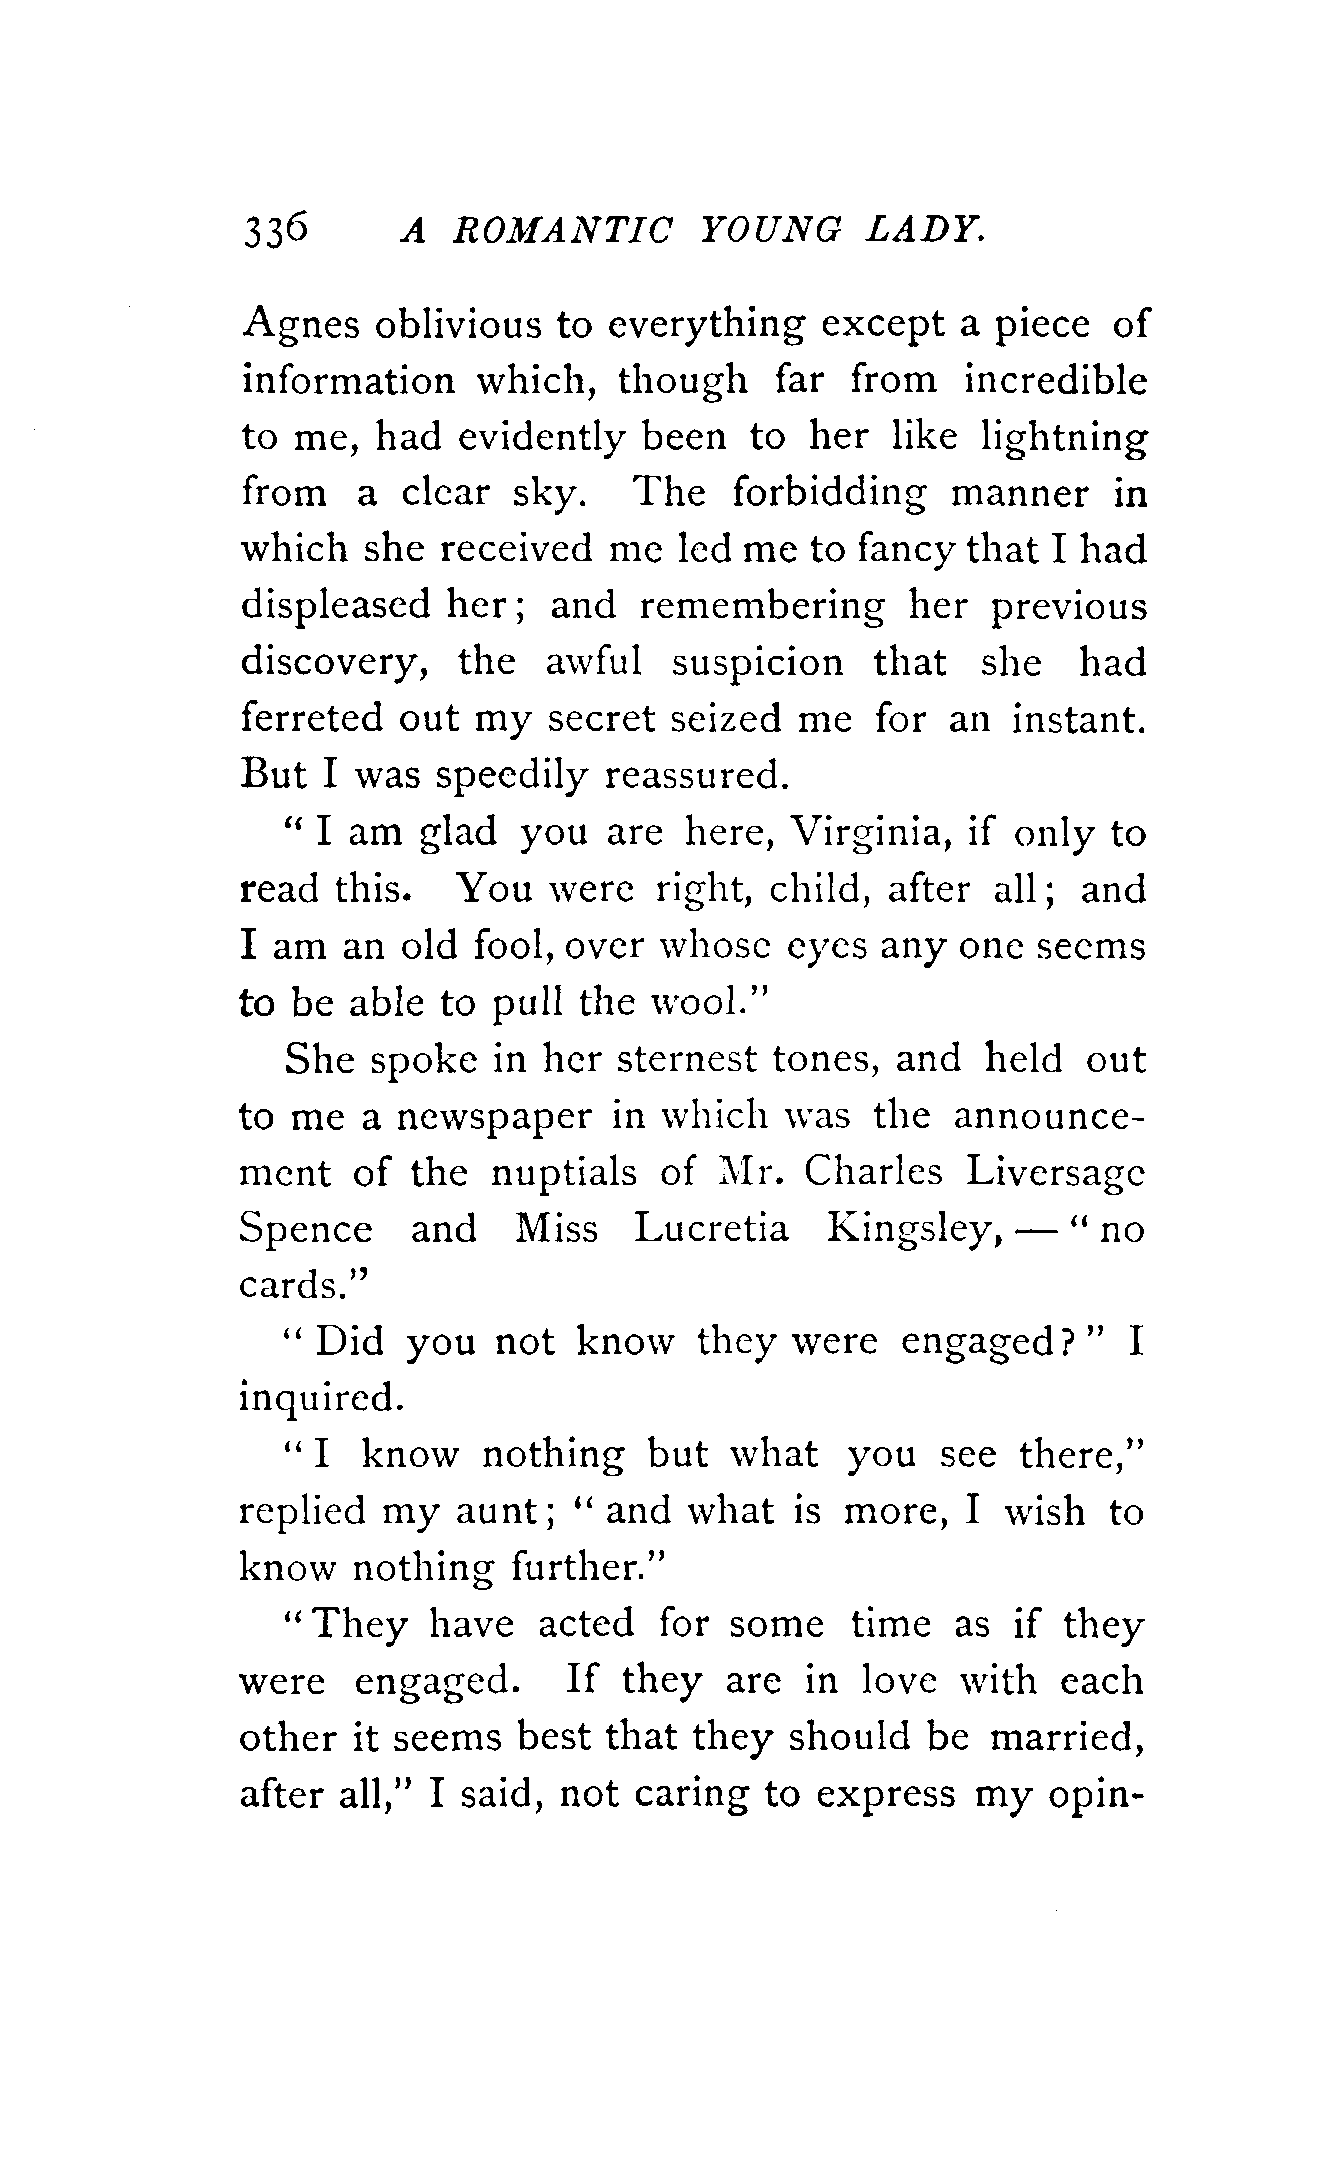 336 A ROMANTIC YOUNG LADY.
Agnes oblivious to everything except a piece of
information which, though far from incredible
to me, had evidently been to her like lightning
from a clear sky. The forbidding manner in
which she received me led me to fancy that I had
displeased her; and remembering her previous
discovery, the awful suspicion that she had
ferreted out my secret seized me for an instant.
But I was speedily reassured.
" I am glad you are here, Virginia, if only to
read this. You were right, child, after all; and
I am an old fool, over whose eyes any one seems
to be able to pull the wool."
She spoke in her sternest tones, and held out
to me a newspaper in which was the announce-
ment of the nuptials of Mr. Charles Liversage
Spence and Miss Lucretia Kingsley, — " no
cards."
" Did you not know they were engaged? " I
inquired.
" I know nothing but what you see there,"
replied my aunt; " and what is more, I wish to
know nothing further."
" They have acted for some time as if they
were engaged. If they are in love with each
other it seems best that they should be married,
after all," I said, not caring to express my opin-